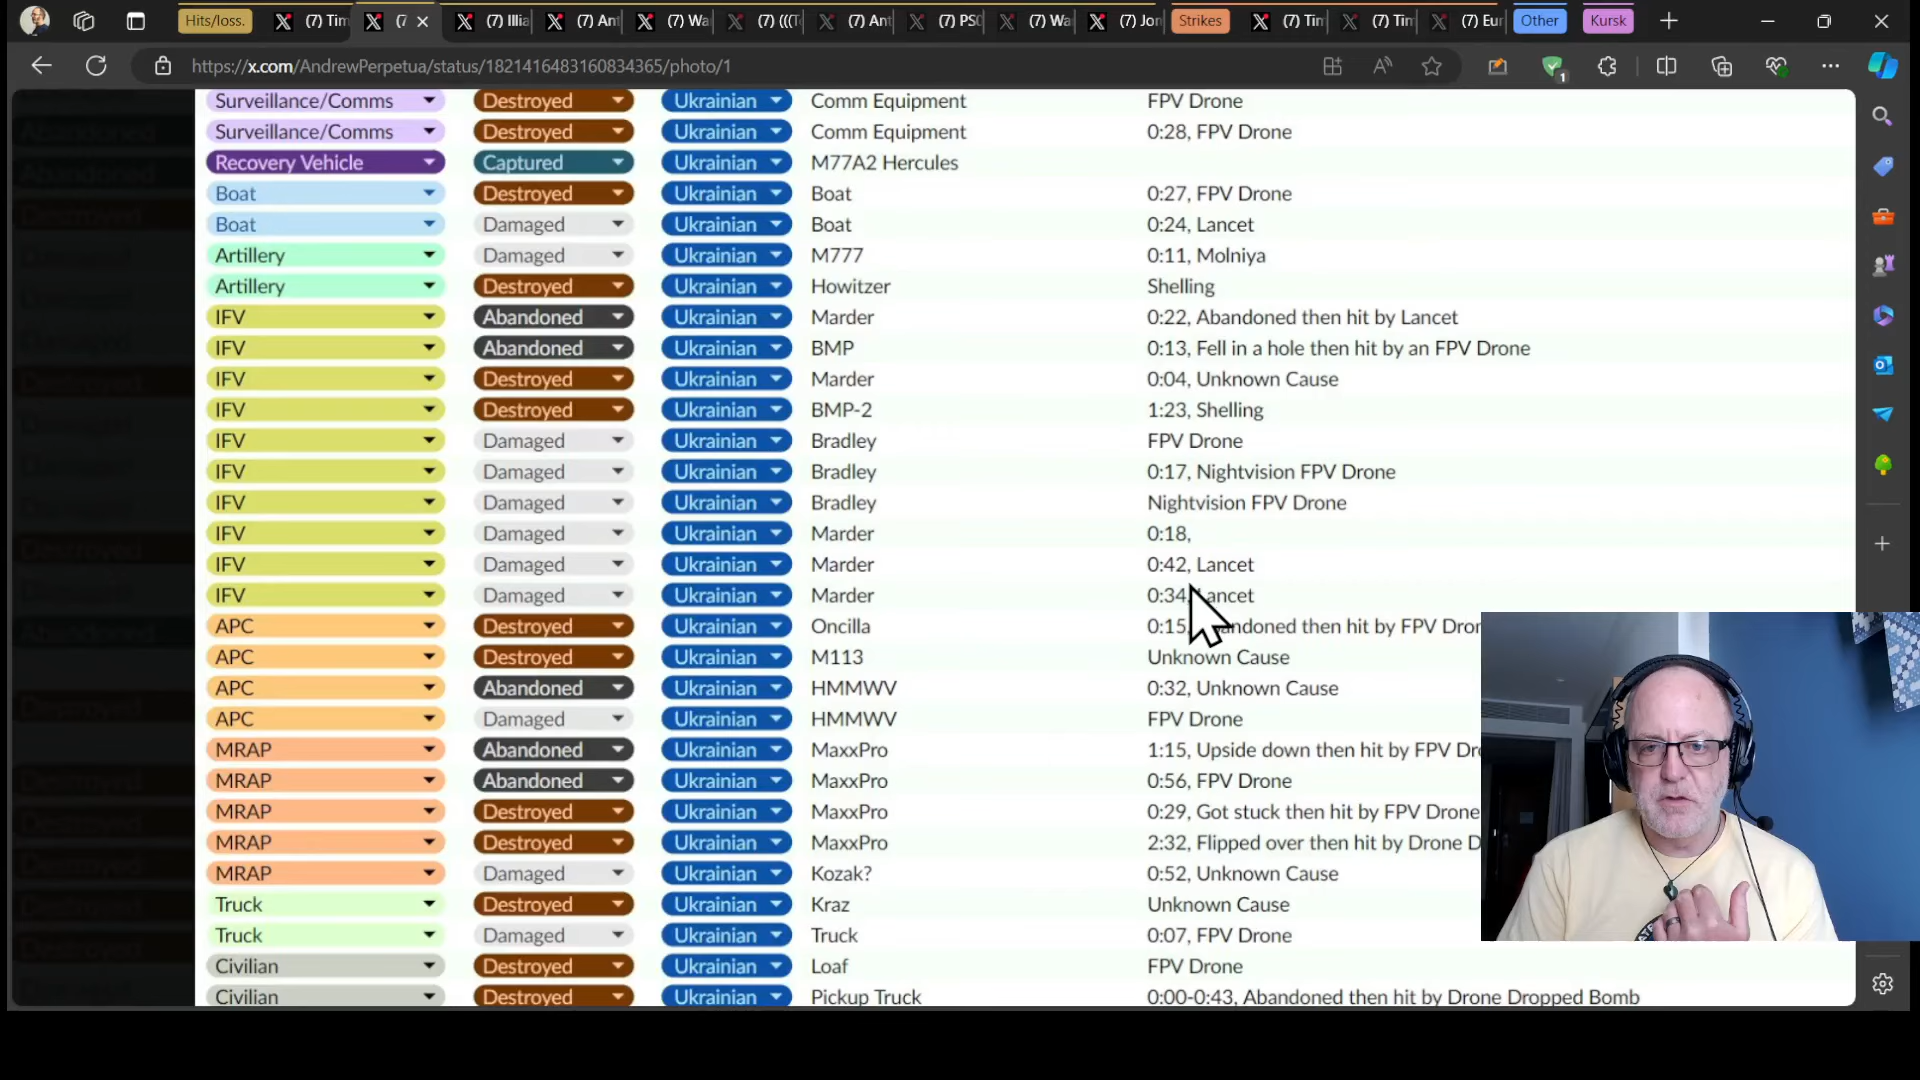 Hits/loss. (7) Tim (7 (7) Illia (7) Ant (7) Wa (7) (((T (7) Ant (7) PS( (7) Wa (7) Jor Strikes (7) Tim (7) Tim (7) Eur Other Kursk
https://x.com/AndrewPerpetua/status/1821416483160834365/photo/1
Surveillance/Comms Destroyed Ukrainian Comm Equipment FPV Drone
Surveillance/Comms Destroyed Ukrainian Comm Equipment 0:28, FPV Drone
Recovery Vehicle Captured Ukrainian M77A2 Hercules
Boat Destroyed Ukrainian Boat 0:27, FPV Drone
Boat Damaged Ukrainian Boat 0:24, Lancet
Artillery Damaged Ukrainian M777 0:11, Molniya
Artillery Destroyed Ukrainian Howitzer Shelling
IFV Abandoned Ukrainian Marder 0:22, Abandoned then hit by Lancet
IFV Abandoned Ukrainian BMP 0:13, Fell in a hole then hit by an FPV Drone
IFV Destroyed Ukrainian Marder 0:04, Unknown Cause
IFV Destroyed Ukrainian BMP-2 1:23, Shelling
IFV Damaged Ukrainian Bradley FPV Drone
IFV Damaged Ukrainian Bradley 0:17, Nightvision FPV Drone
IFV Damaged Ukrainian Bradley Nightvision FPV Drone
IFV Damaged Ukrainian Marder 0:18,
IFV Damaged Ukrainian Marder 0:42, Lancet
IFV Damaged Ukrainian Marder 0:34, Lancet
APC Destroyed Ukrainian Oncilla 0:15, Abandoned then hit by FPV Dron
APC Destroyed Ukrainian M113 Unknown Cause
APC Abandoned Ukrainian HMMWV 0:32, Unknown Cause
APC Damaged Ukrainian HMMWV FPV Drone
MRAP Abandoned Ukrainian MaxxPro 1:15, Upside down then hit by FPV Dr
MRAP Abandoned Ukrainian MaxxPro 0:56, FPV Drone
MRAP Destroyed Ukrainian MaxxPro 0:29, Got stuck then hit by FPV Drone
MRAP Destroyed Ukrainian MaxxPro 2:32, Flipped over then hit by Drone D
MRAP Damaged Ukrainian Kozak? 0:52, Unknown Cause
Truck Destroyed Ukrainian Kraz Unknown Cause
Truck Damaged Ukrainian Truck 0:07, FPV Drone
Civilian Destroyed Ukrainian Loaf FPV Drone
Civilian Destroyed Ukrainian Pickup Truck 0:00-0:43, Abandoned then hit by Drone Dropped Bomb